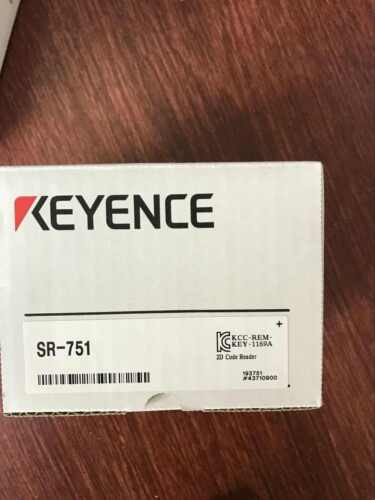 KEYENCE
SR-751
KCC-REM-
KEY-1169A
2D Code Reader
193751
#43710900